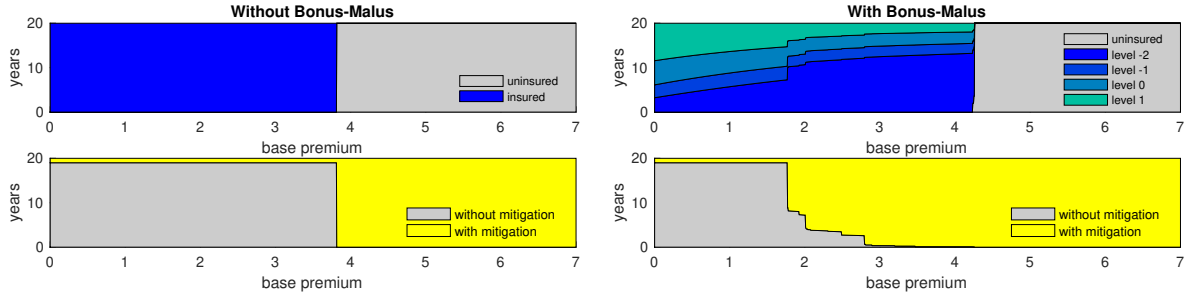 Without Bonus-Malus
20
10
0
years
uninsured
insured
0 1 2 3 4 5 6 7
base premium
20
10
0
years
without mitigation
with mitigation
0 1 2 3 4 5 6 7
base premium
With Bonus-Malus
20
10
0
years
uninsured
level -2
level -1
level 0
level 1
0 1 2 3 4 5 6 7
base premium
20
10
0
years
without mitigation
with mitigation
0 1 2 3 4 5 6 7
base premium